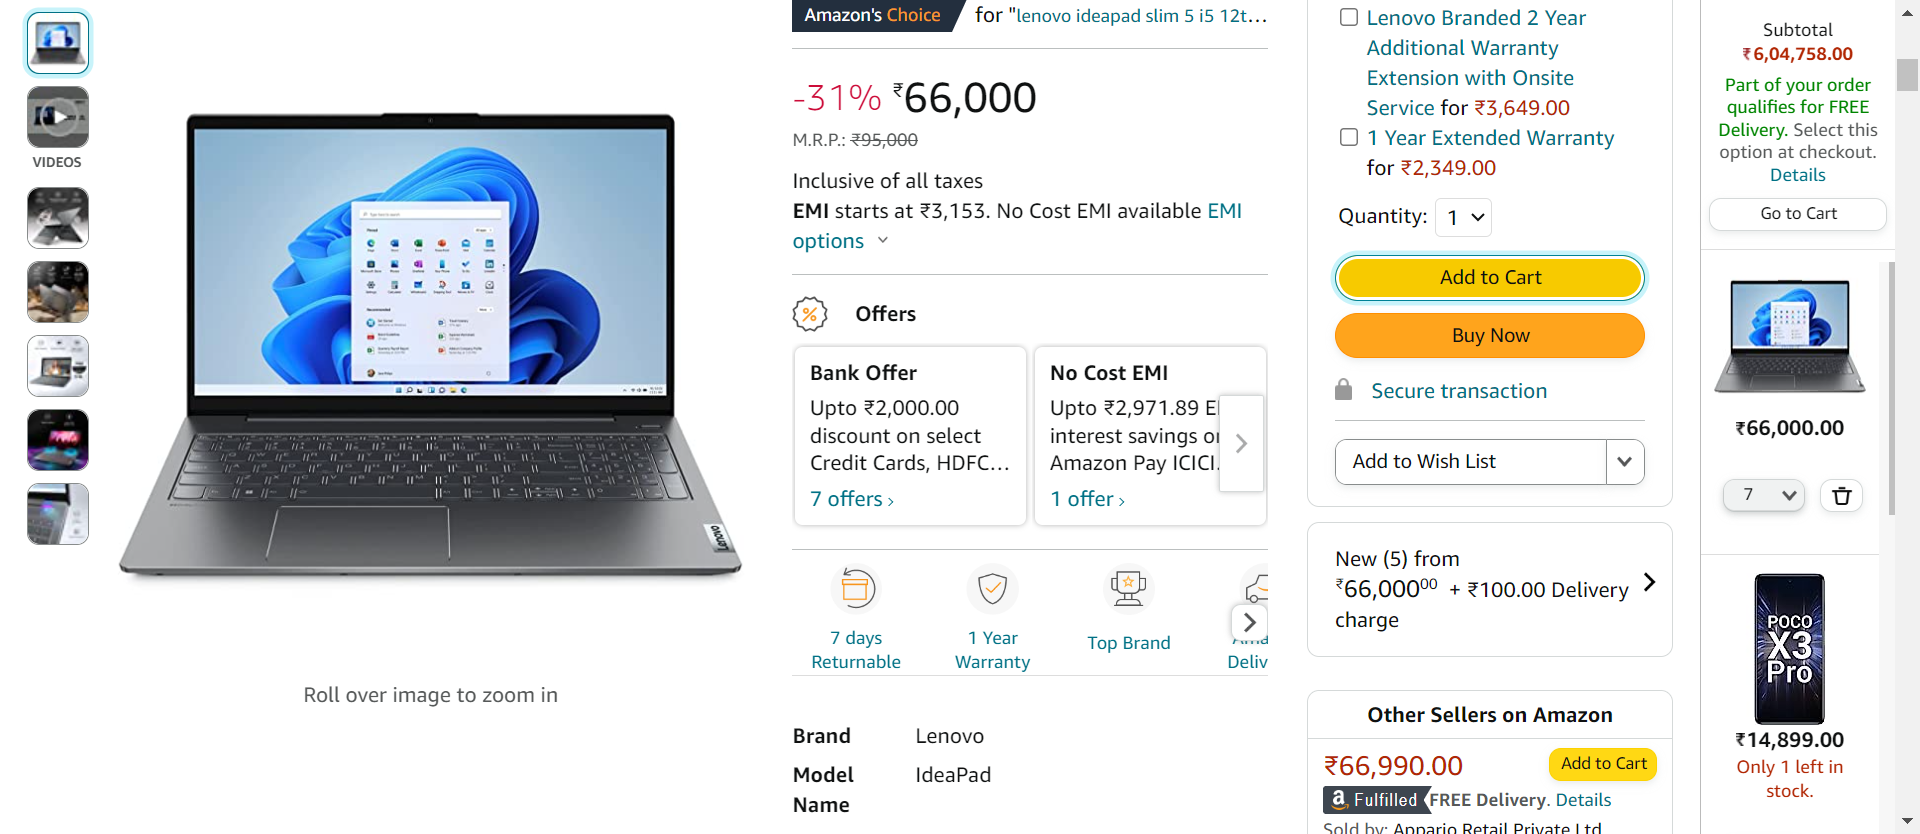 VIDEOS
Lenovo
Roll over image to zoom in
Amazon's Choice for "lenovo ideapad slim 5 i5 12t...
-31% ₹66,000
M.R.P.: ₹95,000
Inclusive of all taxes
EMI starts at ₹3,153. No Cost EMI available EMI
options
Offers
Bank Offer
Upto ₹2,000.00
discount on select
Credit Cards, HDFC...
7 offers ›
No Cost EMI
Upto ₹2,971.89 EI
interest savings o
Amazon Pay ICICI
1 offer ›
7 days
Returnable
1 Year
Warranty
Top Brand
Deliv
Brand Lenovo
Model IdeaPad
Name
Lenovo Branded 2 Year
Additional Warranty
Extension with Onsite
Service for ₹3,649.00
1 Year Extended Warranty
for ₹2,349.00
Quantity: 1
Add to Cart
Buy Now
Secure transaction
Add to Wish List
New (5) from
₹66,000⁰⁰ + ₹100.00 Delivery
charge
Other Sellers on Amazon
₹66,990.00 Add to Cart
a Fulfilled FREE Delivery. Details
Sold by: Appario Retail Private Ltd
Subtotal
₹6,04,758.00
Part of your order
qualifies for FREE
Delivery. Select this
option at checkout.
Details
Go to Cart
₹66,000.00
7
POCO
X3
Pro
₹14,899.00
Only 1 left in
stock.